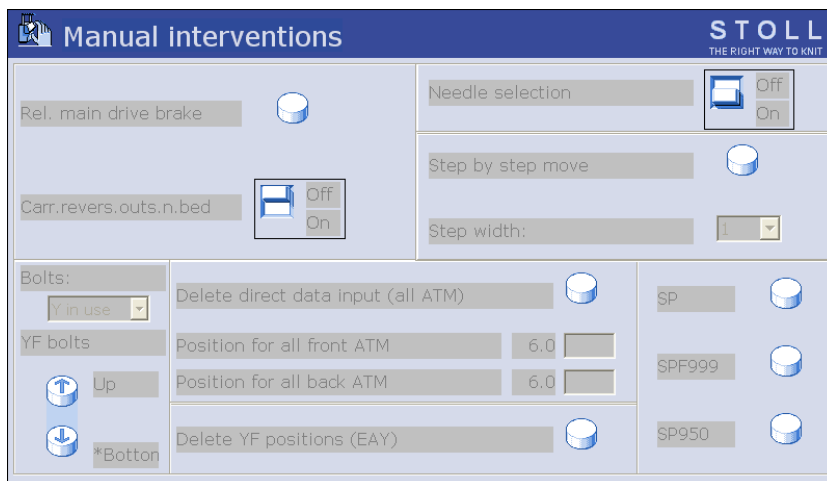 Manual interventions
STOLL
THE RIGHT WAY TO KNIT
Rel. main drive brake
Carr.revers.outs.n.bed
Off
On
Needle selection
Off
On
Step by step move
Step width:
1
Bolts:
Y in use
YF bolts
Up
*Botton
Delete direct data input (all ATM)
Position for all front ATM 6.0
Position for all back ATM 6.0
Delete YF positions (EAY)
SP
SPF999
SP950